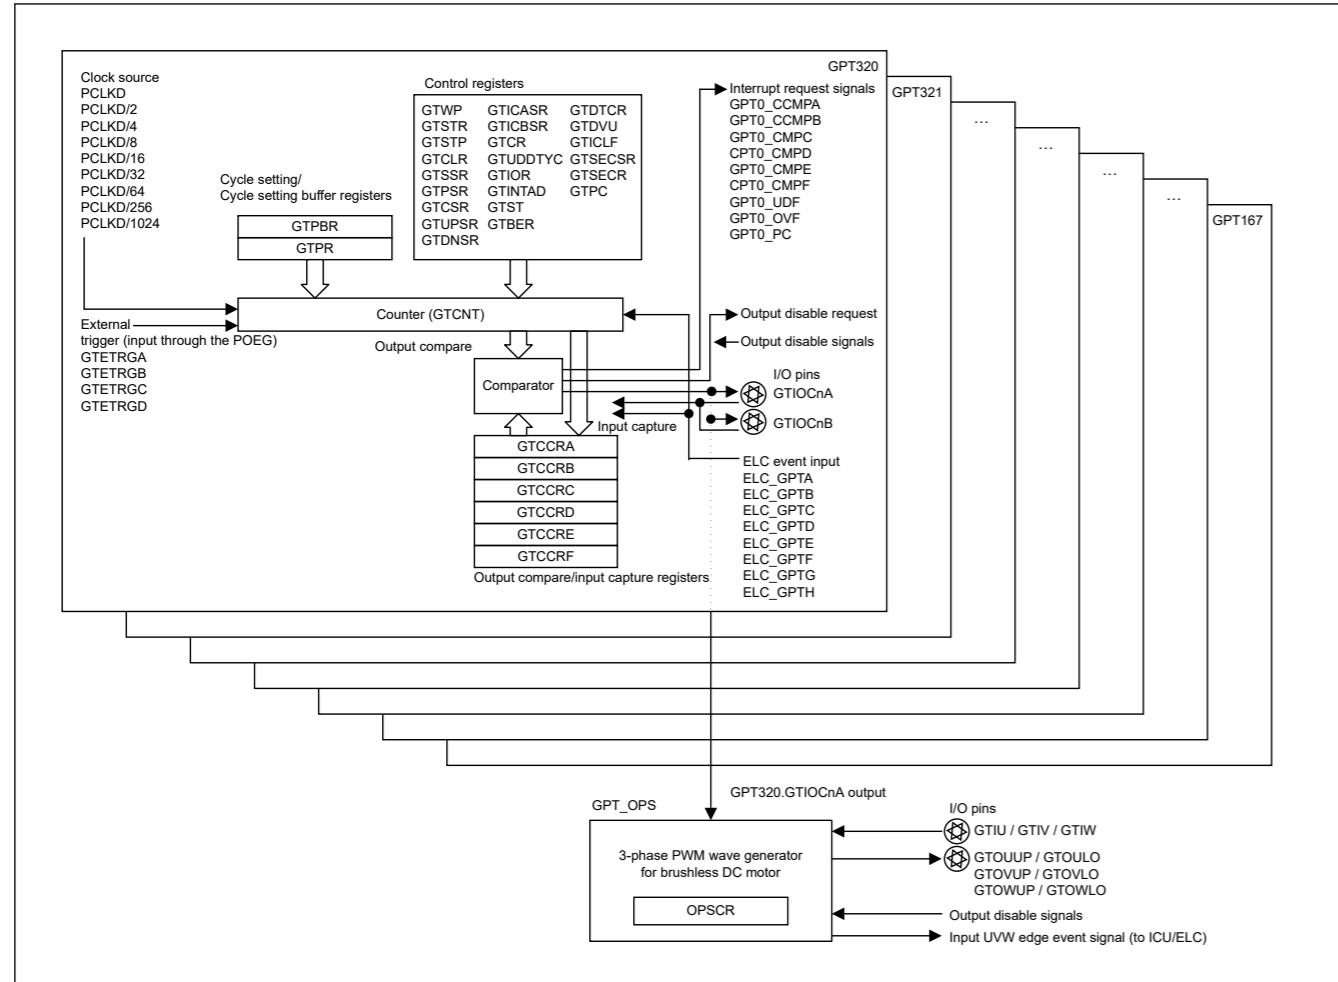 GPT320
GPT321
...
...
...
...
GPT167
Clock source
PCLKD
PCLKD/2
PCLKD/4
PCLKD/8
PCLKD/16
PCLKD/32
PCLKD/64
PCLKD/256
PCLKD/1024
Cycle setting/
Cycle setting buffer registers
GTPBR
GTPR
Control registers
GTWP GTICASR GTDTCR
GTSTR GTICBSR GTDVU
GTSTP GTCR GTICLF
GTCLR GTUDDTYC GTSECSR
GTSSR GTIOR GTSECR
GTPSR GTINTAD GTPC
GTCSR GTST
GTUPSR GTBER
GTDNSR
Interrupt request signals
GPT0_CCMPA
GPT0_CCMPB
GPT0_CMPC
CPT0_CMPD
GPT0_CMPE
CPT0_CMPF
GPT0_UDF
GPT0_OVF
GPT0_PC
Counter (GTCNT)
External
trigger (input through the POEG)
GTETRGA
GTETRGB
GTETRGC
GTETRGD
Output compare
Comparator
Output disable request
Output disable signals
I/O pins
GTIOCnA
GTIOCnB
Input capture
GTCCRA
GTCCRB
GTCCRC
GTCCRD
GTCCRE
GTCCRF
Output compare/input capture registers
ELC event input
ELC_GPTA
ELC_GPTB
ELC_GPTC
ELC_GPTD
ELC_GPTE
ELC_GPTF
ELC_GPTG
ELC_GPTH
GPT320.GTIOCnA output
GPT_OPS
3-phase PWM wave generator
for brushless DC motor
OPSCR
I/O pins
GTIU / GTIV / GTIW
GTOUUP / GTOULO
GTOVUP / GTOVLO
GTOWUP / GTOWLO
Output disable signals
Input UVW edge event signal (to ICU/ELC)